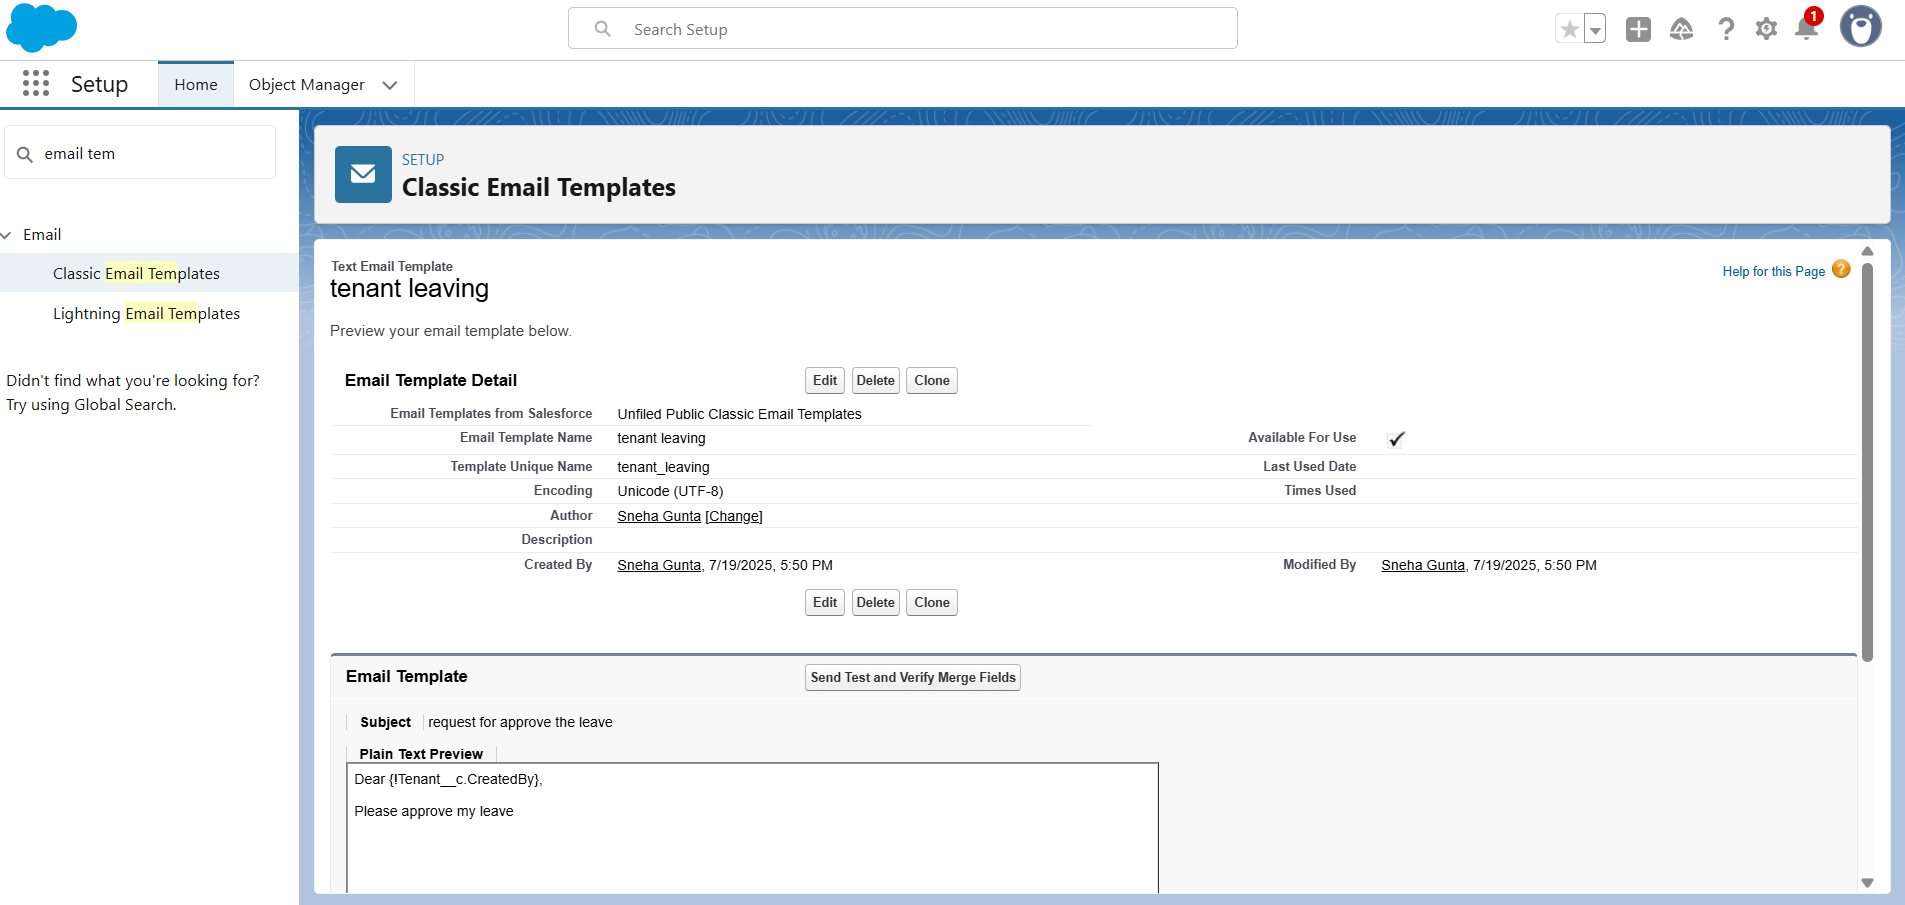 Search Setup
1
Setup
Home
Object Manager
email tem
Email
Classic Email Templates
Lightning Email Templates
Didn't find what you're looking for?
Try using Global Search.
SETUP
Classic Email Templates
Text Email Template
tenant leaving
Help for this Page ?
Preview your email template below.
Email Template Detail
Edit Delete Clone
Email Templates from Salesforce Unfiled Public Classic Email Templates
Email Template Name tenant leaving Available For Use
Template Unique Name tenant_leaving Last Used Date
Encoding Unicode (UTF-8) Times Used
Author Sneha Gunta [Change]
Description
Created By Sneha Gunta, 7/19/2025, 5:50 PM Modified By Sneha Gunta, 7/19/2025, 5:50 PM
Edit Delete Clone
Email Template Send Test and Verify Merge Fields
Subject request for approve the leave
Plain Text Preview
Dear {!Tenant__c.CreatedBy},
Please approve my leave